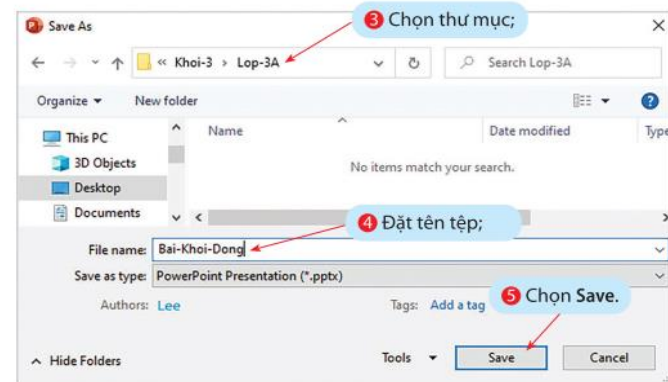 Save As
❸ Chọn thư mục;
« Khoi-3 › Lop-3A
Search Lop-3A
Organize
New folder
This PC
3D Objects
Desktop
Documents
Name
Date modified
Type
No items match your search.
❹ Đặt tên tệp;
File name: Bai-Khoi-Dong
Save as type: PowerPoint Presentation (*.pptx)
Authors: Lee
Tags: Add a tag
❺ Chọn Save.
Hide Folders
Tools
Save
Cancel